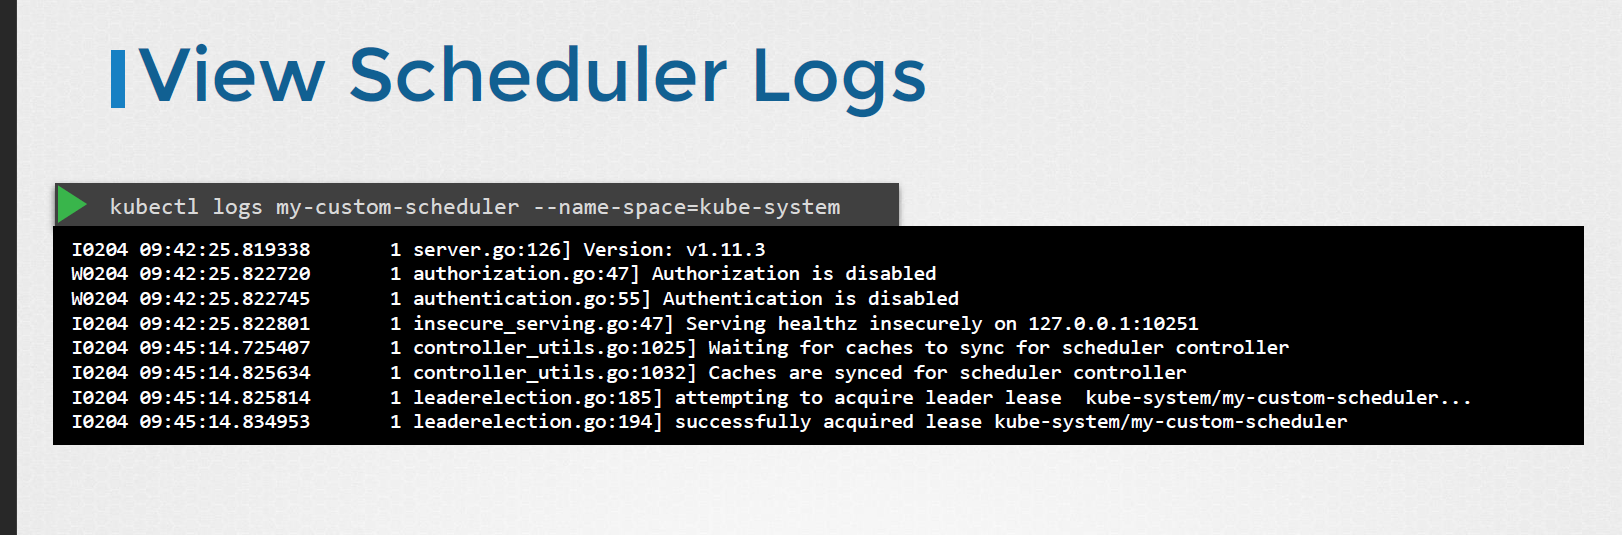 View Scheduler Logs
kubectl logs my-custom-scheduler --name-space=kube-system
I0204 09:42:25.819338       1 server.go:126] Version: v1.11.3
W0204 09:42:25.822720       1 authorization.go:47] Authorization is disabled
W0204 09:42:25.822745       1 authentication.go:55] Authentication is disabled
I0204 09:42:25.822801       1 insecure_serving.go:47] Serving healthz insecurely on 127.0.0.1:10251
I0204 09:45:14.725407       1 controller_utils.go:1025] Waiting for caches to sync for scheduler controller
I0204 09:45:14.825634       1 controller_utils.go:1032] Caches are synced for scheduler controller
I0204 09:45:14.825814       1 leaderelection.go:185] attempting to acquire leader lease  kube-system/my-custom-scheduler...
I0204 09:45:14.834953       1 leaderelection.go:194] successfully acquired lease kube-system/my-custom-scheduler